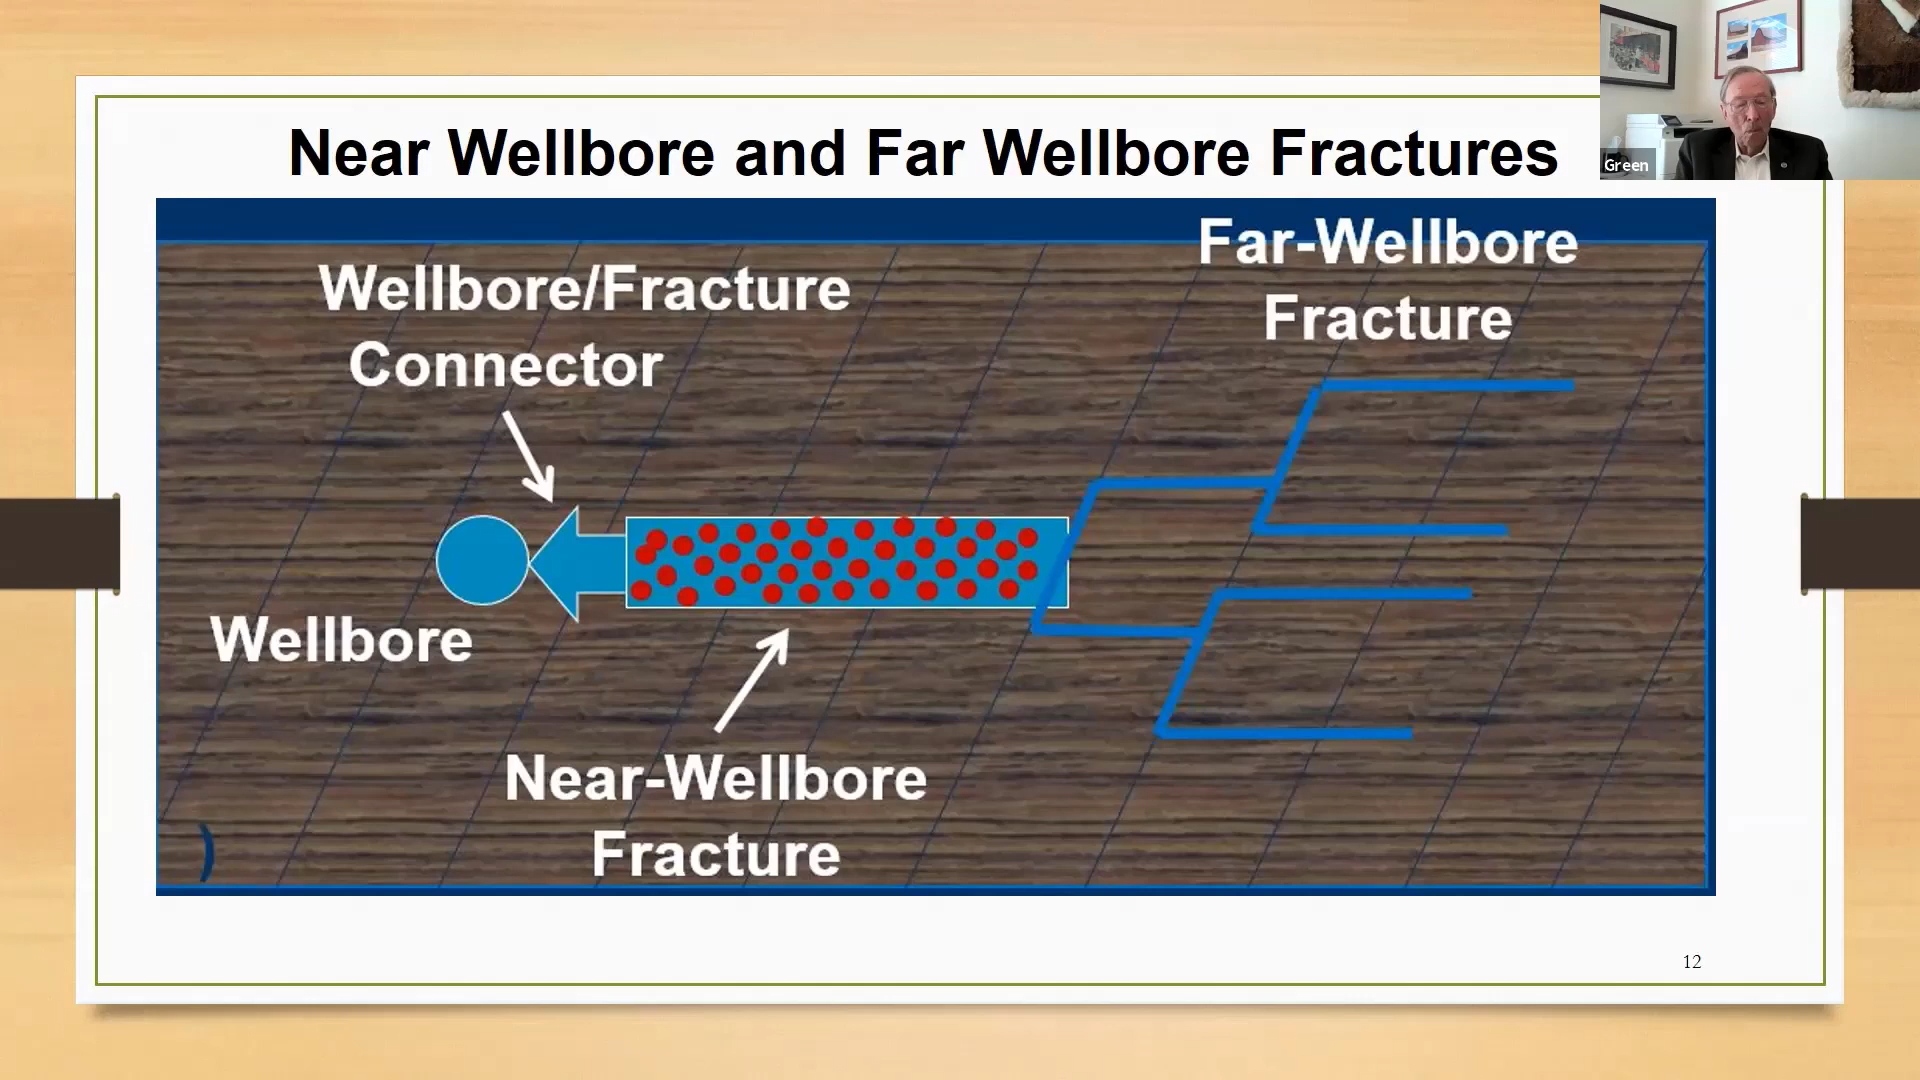 Near Wellbore and Far Wellbore Fractures
Green
Far-Wellbore
Fracture
Wellbore/Fracture
Connector
Wellbore
Near-Wellbore
Fracture
)
12